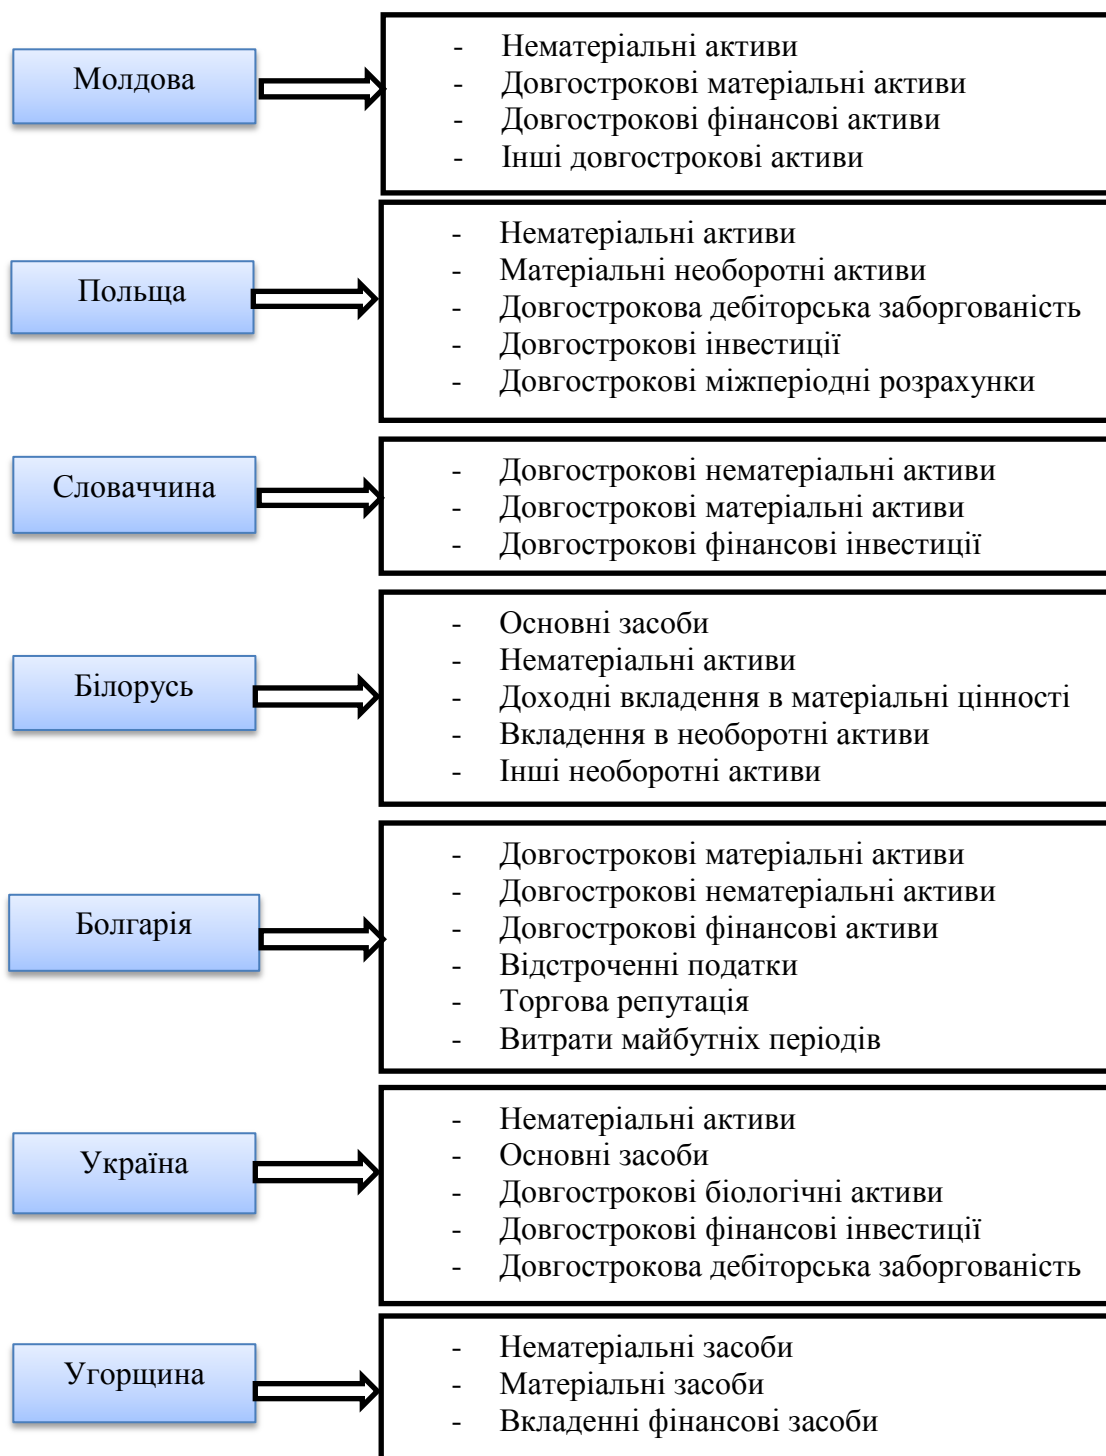 Молдова
- Нематеріальні активи
- Довгострокові матеріальні активи
- Довгострокові фінансові активи
- Інші довгострокові активи
Польща
- Нематеріальні активи
- Матеріальні необоротні активи
- Довгострокова дебіторська заборгованість
- Довгострокові інвестиції
- Довгострокові міжперіодні розрахунки
Словаччина
- Довгострокові нематеріальні активи
- Довгострокові матеріальні активи
- Довгострокові фінансові інвестиції
Білорусь
- Основні засоби
- Нематеріальні активи
- Доходні вкладення в матеріальні цінності
- Вкладення в необоротні активи
- Інші необоротні активи
Болгарія
- Довгострокові матеріальні активи
- Довгострокові нематеріальні активи
- Довгострокові фінансові активи
- Відстроченні податки
- Торгова репутація
- Витрати майбутніх періодів
Україна
- Нематеріальні активи
- Основні засоби
- Довгострокові біологічні активи
- Довгострокові фінансові інвестиції
- Довгострокова дебіторська заборгованість
Угорщина
- Нематеріальні засоби
- Матеріальні засоби
- Вкладенні фінансові засоби